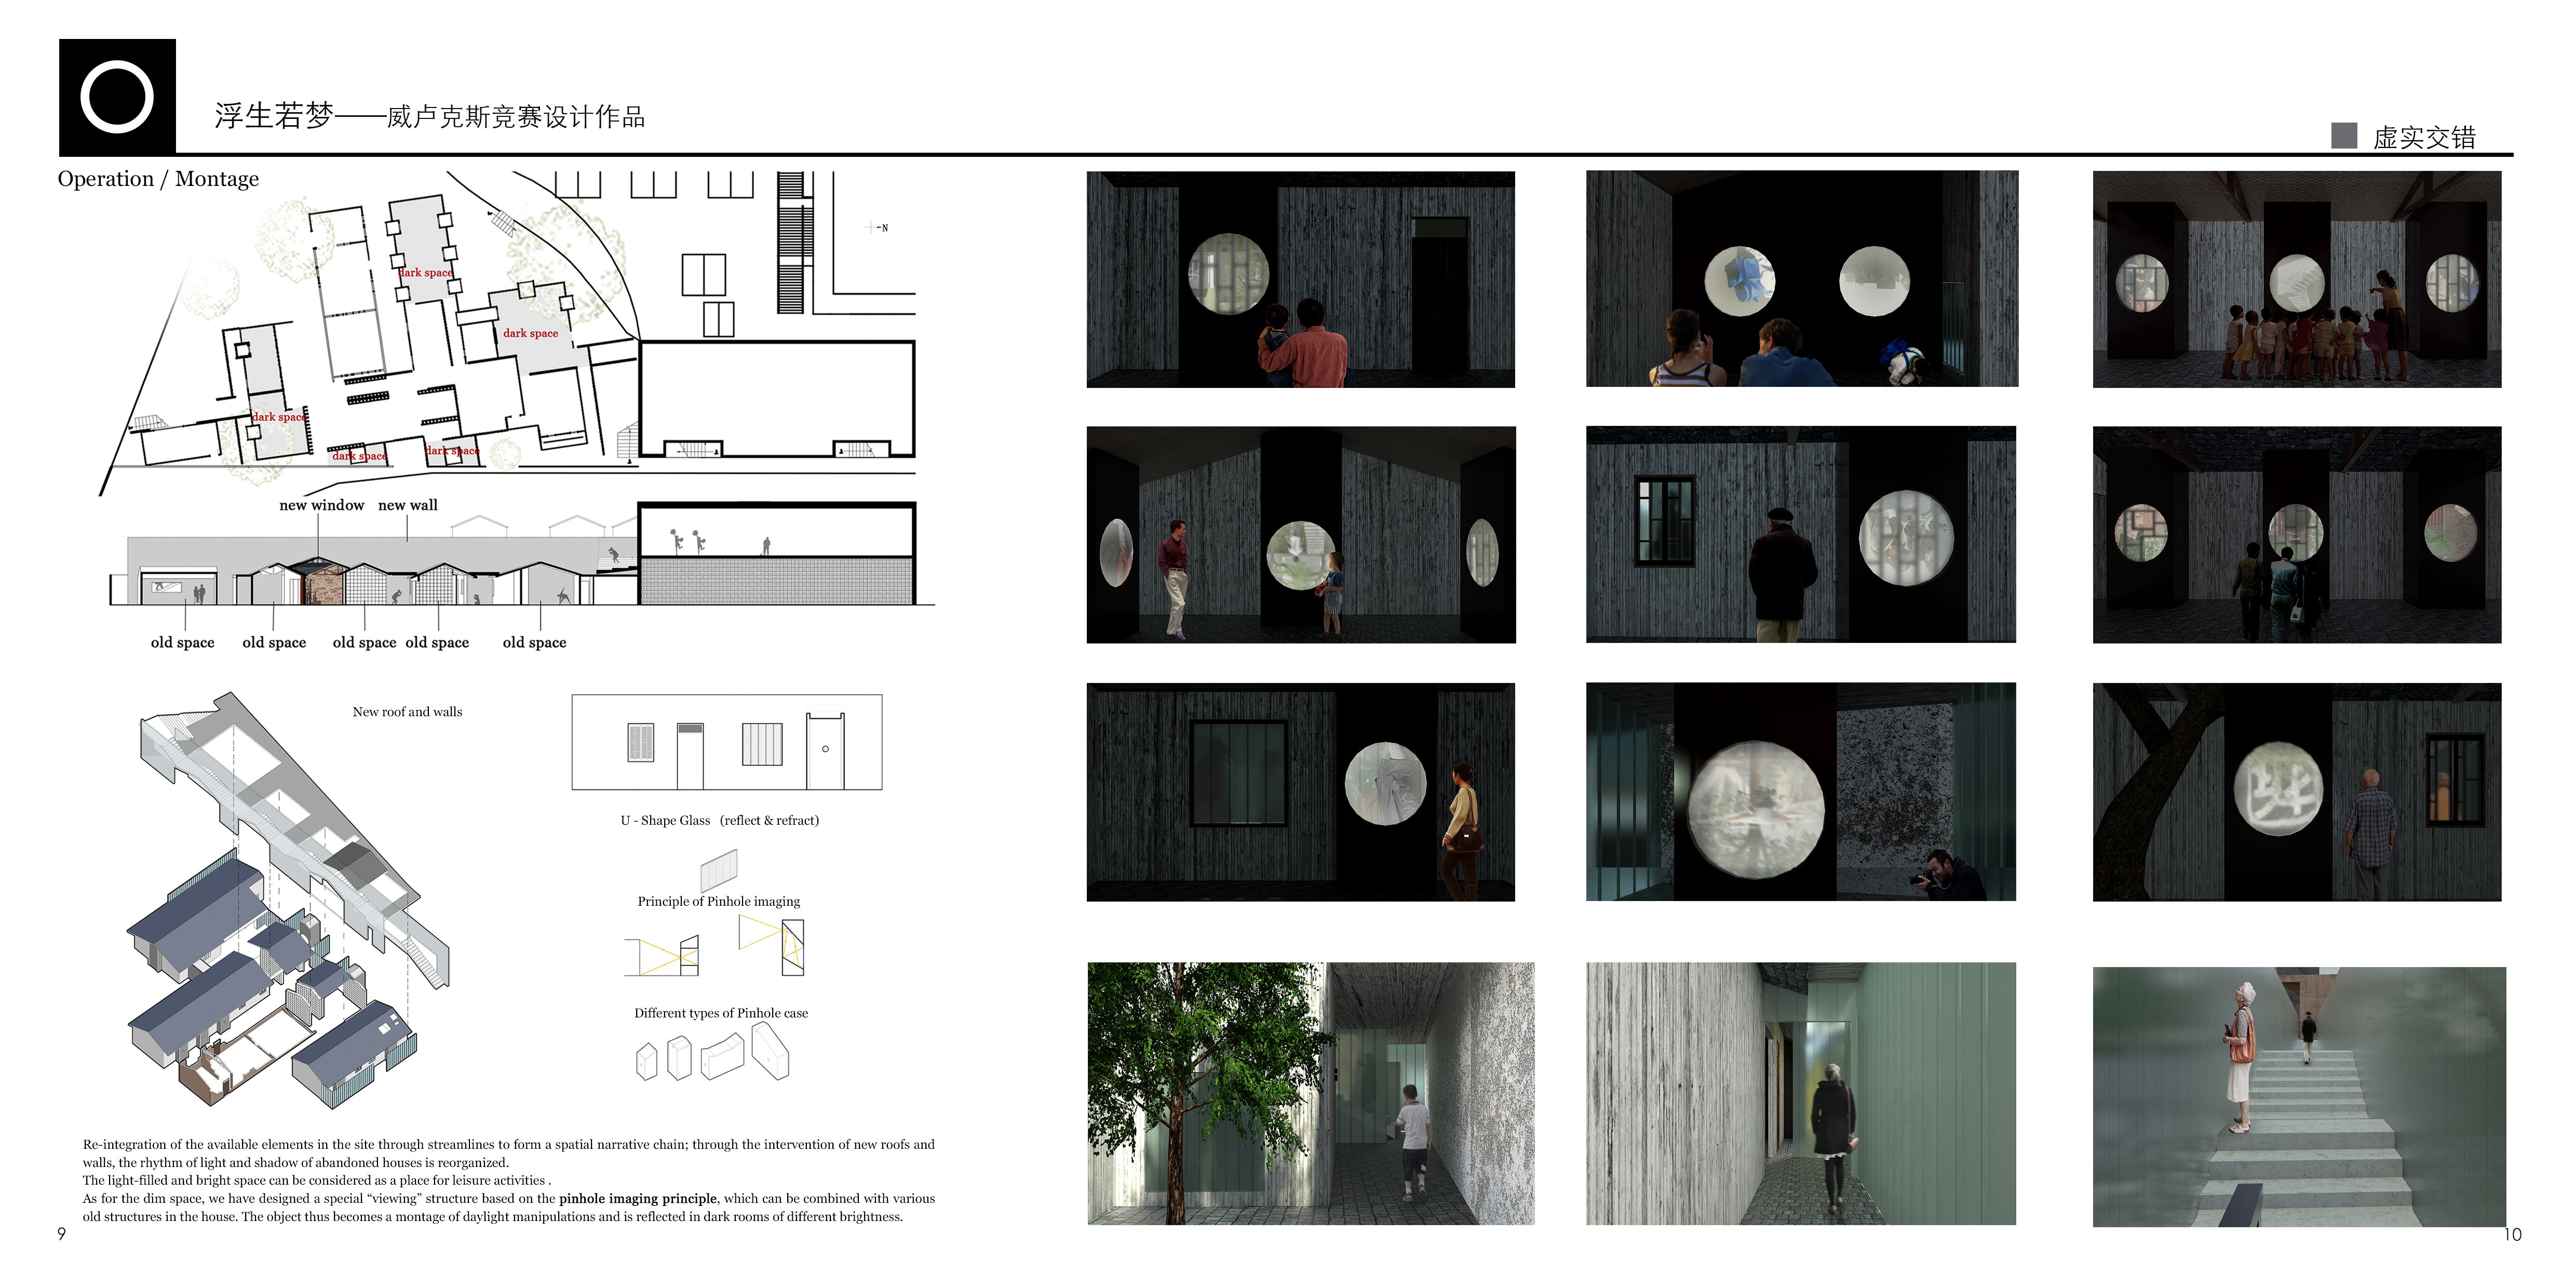 浮生若梦——威卢克斯竞赛设计作品
虚实交错
Operation / Montage
N
dark space
dark space
dark space
dark space
dark space
new window new wall
old space old space old space old space old space
New roof and walls
U - Shape Glass (reflect & refract)
Principle of Pinhole imaging
Different types of Pinhole case
Re-integration of the available elements in the site through streamlines to form a spatial narrative chain; through the intervention of new roofs and
walls, the rhythm of light and shadow of abandoned houses is reorganized.
The light-filled and bright space can be considered as a place for leisure activities .
As for the dim space, we have designed a special “viewing” structure based on the pinhole imaging principle, which can be combined with various
old structures in the house. The object thus becomes a montage of daylight manipulations and is reflected in dark rooms of different brightness.
9
10